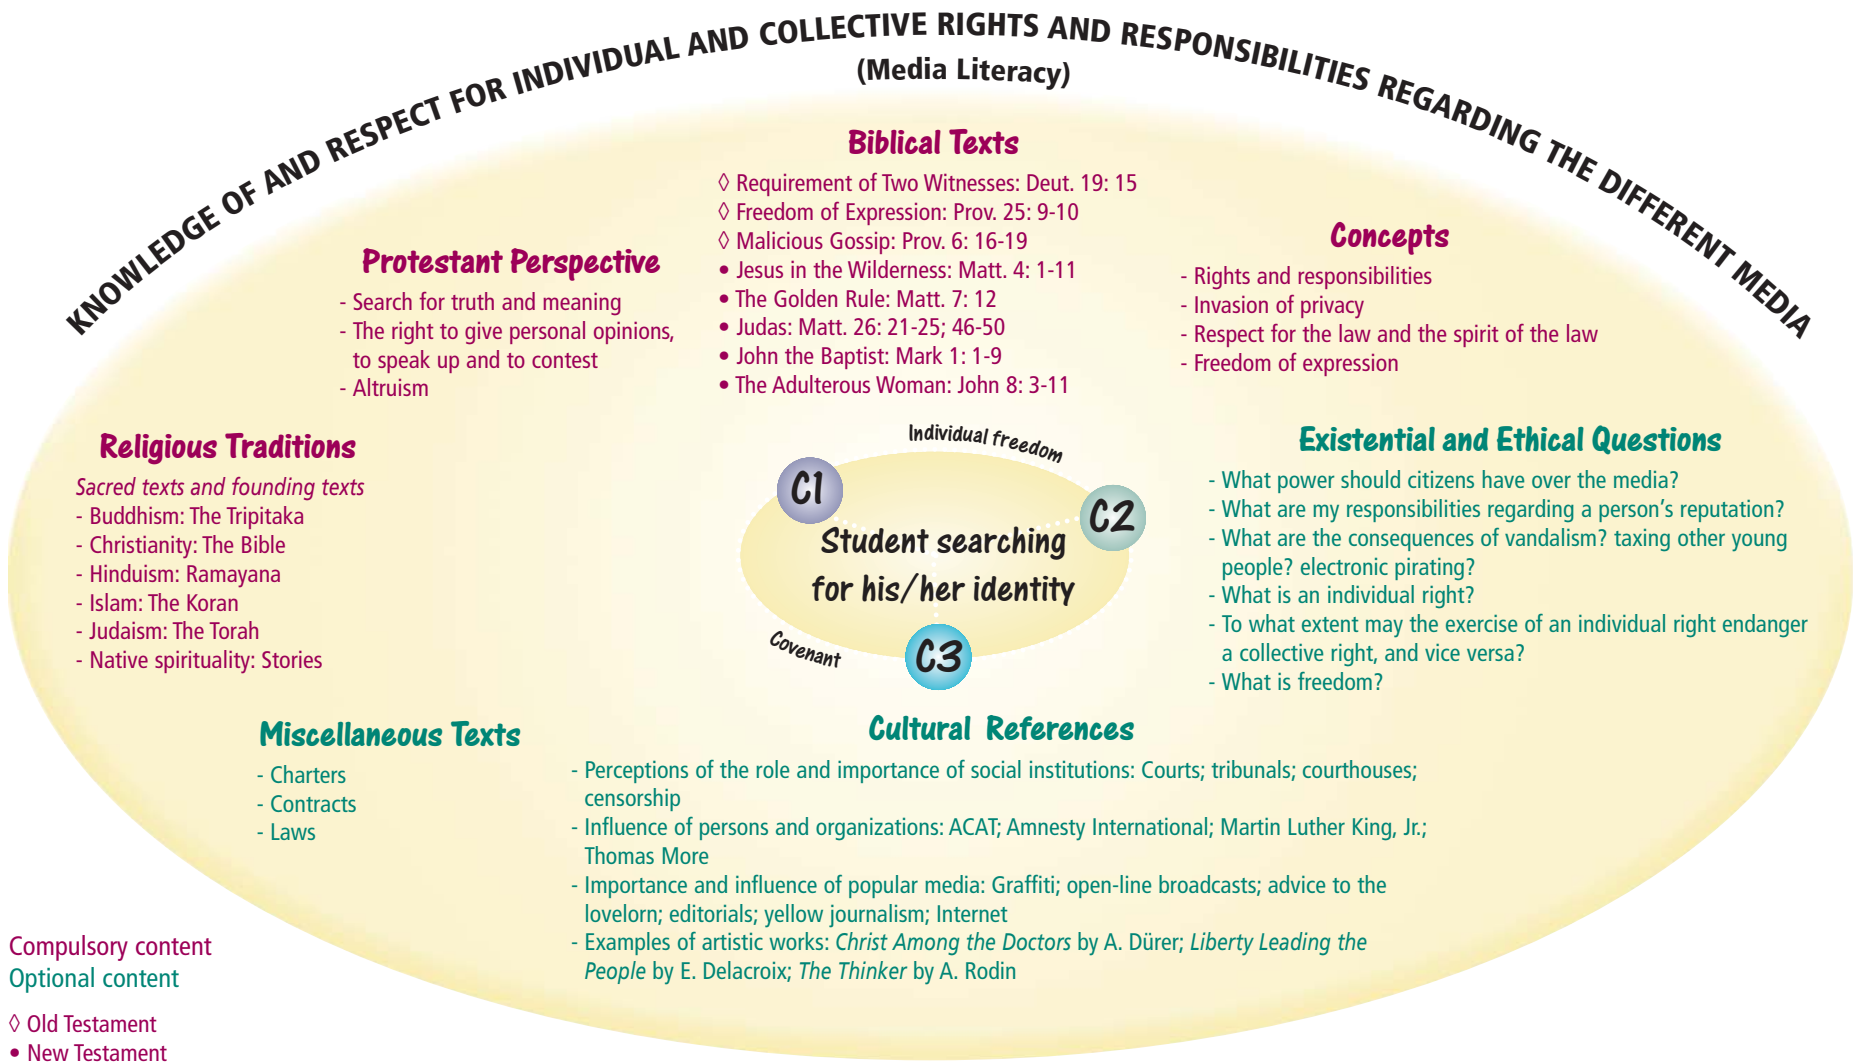 KNOWLEDGE OF AND RESPECT FOR INDIVIDUAL AND COLLECTIVE RIGHTS AND RESPONSIBILITIES REGARDING THE DIFFERENT MEDIA
(Media Literacy)
Biblical Texts
◊ Requirement of Two Witnesses: Deut. 19: 15
◊ Freedom of Expression: Prov. 25: 9-10
◊ Malicious Gossip: Prov. 6: 16-19
• Jesus in the Wilderness: Matt. 4: 1-11
• The Golden Rule: Matt. 7: 12
• Judas: Matt. 26: 21-25; 46-50
• John the Baptist: Mark 1: 1-9
• The Adulterous Woman: John 8: 3-11
Protestant Perspective
- Search for truth and meaning
- The right to give personal opinions,
to speak up and to contest
- Altruism
Concepts
- Rights and responsibilities
- Invasion of privacy
- Respect for the law and the spirit of the law
- Freedom of expression
Religious Traditions
Sacred texts and founding texts
- Buddhism: The Tripitaka
- Christianity: The Bible
- Hinduism: Ramayana
- Islam: The Koran
- Judaism: The Torah
- Native spirituality: Stories
Individual freedom
C1
C2
Student searching
for his/her identity
Covenant
C3
Existential and Ethical Questions
- What power should citizens have over the media?
- What are my responsibilities regarding a person's reputation?
- What are the consequences of vandalism? taxing other young
people? electronic pirating?
- What is an individual right?
- To what extent may the exercise of an individual right endanger
a collective right, and vice versa?
- What is freedom?
Miscellaneous Texts
- Charters
- Contracts
- Laws
Cultural References
- Perceptions of the role and importance of social institutions: Courts; tribunals; courthouses;
censorship
- Influence of persons and organizations: ACAT; Amnesty International; Martin Luther King, Jr.;
Thomas More
- Importance and influence of popular media: Graffiti; open-line broadcasts; advice to the
lovelorn; editorials; yellow journalism; Internet
- Examples of artistic works: Christ Among the Doctors by A. Dürer; Liberty Leading the
People by E. Delacroix; The Thinker by A. Rodin
Compulsory content
Optional content
◊ Old Testament
• New Testament